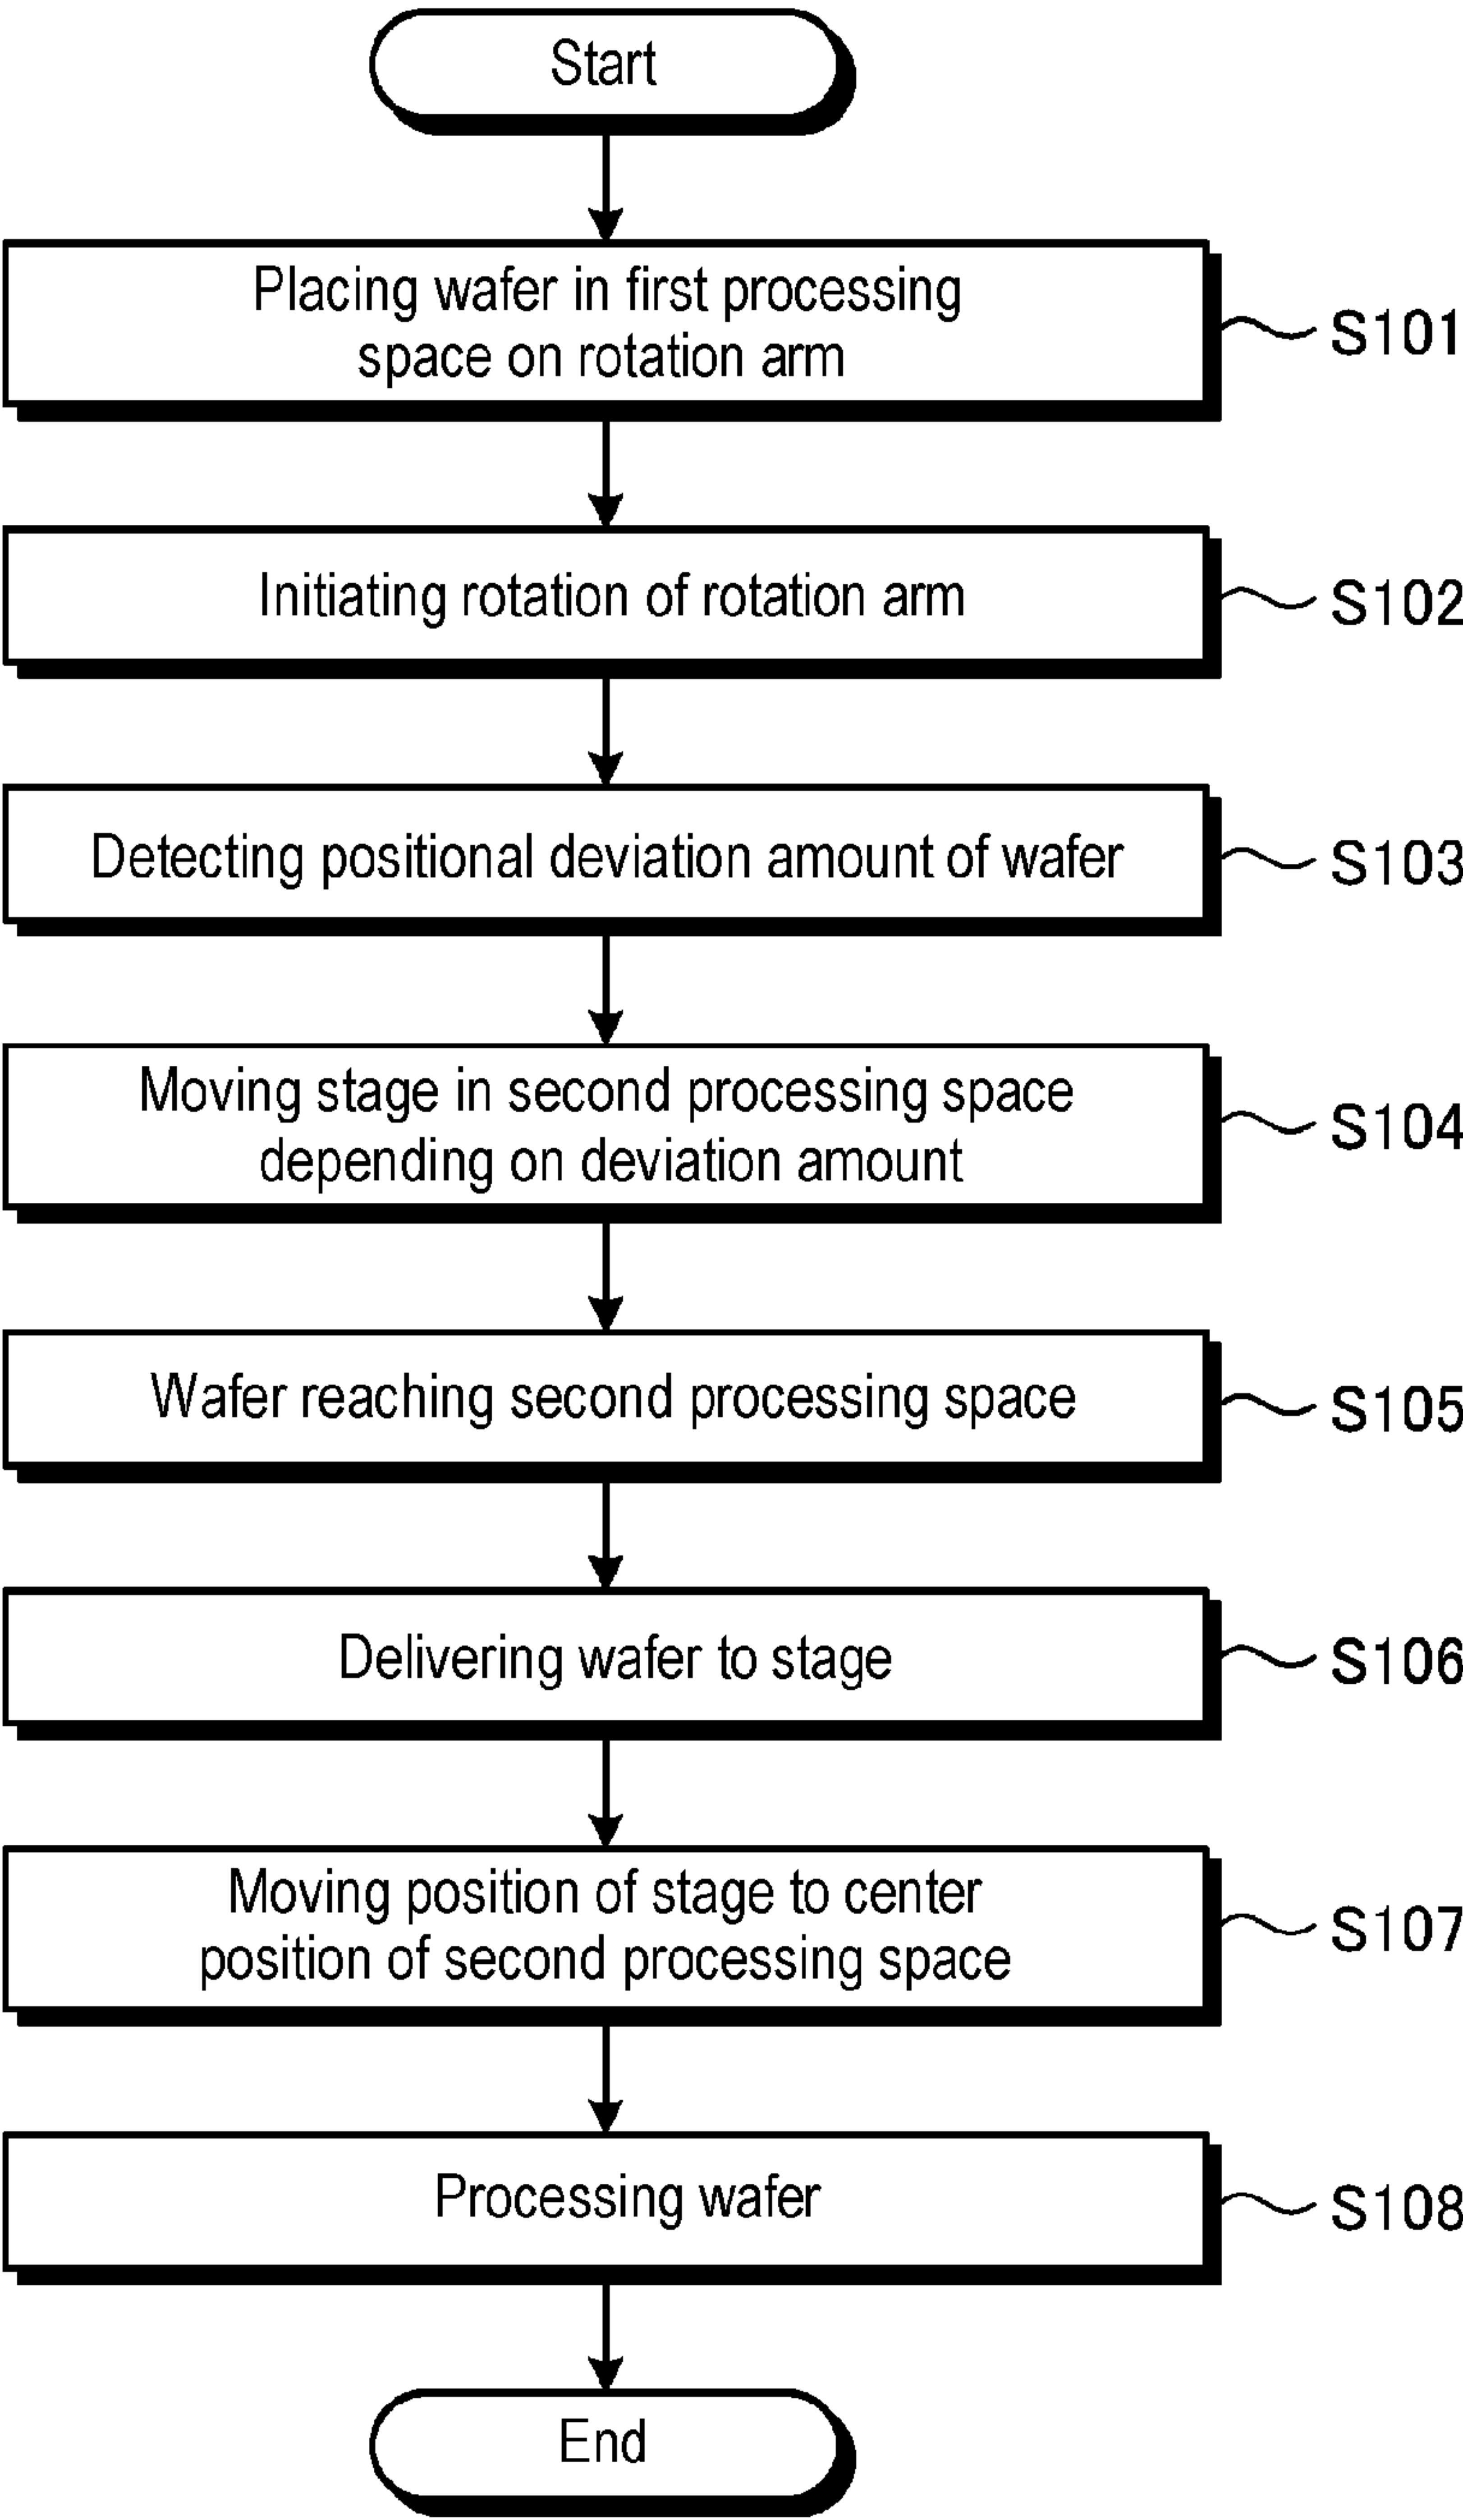 Start
Placing wafer in first processing
space on rotation arm
S101
Initiating rotation of rotation arm
S102
Detecting positional deviation amount of wafer
S103
Moving stage in second processing space
depending on deviation amount
S104
Wafer reaching second processing space
S105
Delivering wafer to stage
S106
Moving position of stage to center
position of second processing space
S107
Processing wafer
S108
End